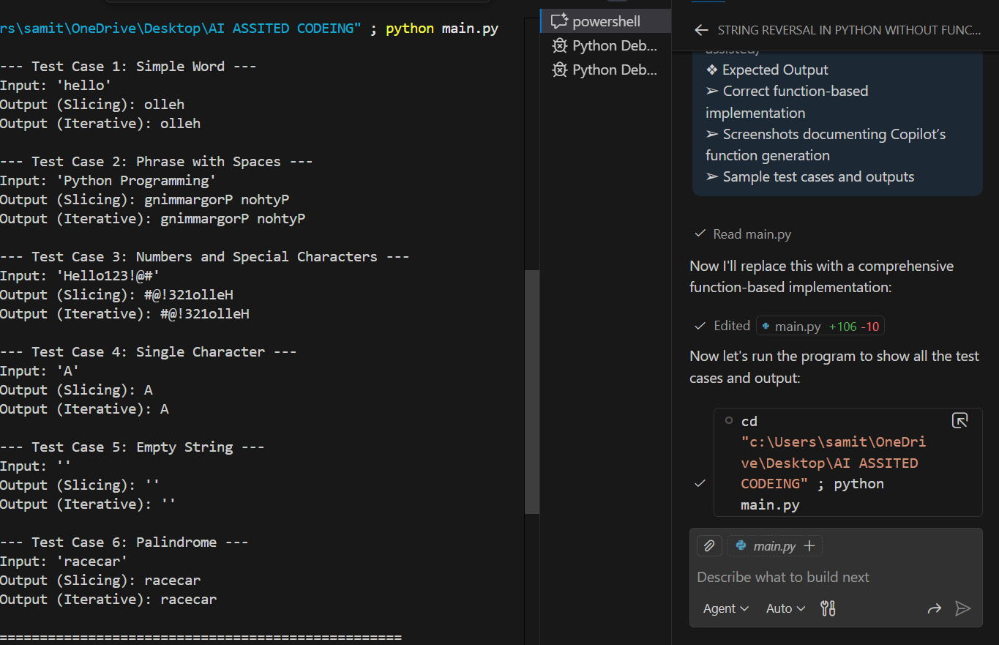 rs\samit\OneDrive\Desktop\AI ASSITED CODEING" ; python main.py
--- Test Case 1: Simple Word ---
Input: 'hello'
Output (Slicing): olleh
Output (Iterative): olleh
--- Test Case 2: Phrase with Spaces ---
Input: 'Python Programming'
Output (Slicing): gnimmargorP nohtyP
Output (Iterative): gnimmargorP nohtyP
--- Test Case 3: Numbers and Special Characters ---
Input: 'Hello123!@#'
Output (Slicing): #@!321olleH
Output (Iterative): #@!321olleH
--- Test Case 4: Single Character ---
Input: 'A'
Output (Slicing): A
Output (Iterative): A
--- Test Case 5: Empty String ---
Input: ''
Output (Slicing): ''
Output (Iterative): ''
--- Test Case 6: Palindrome ---
Input: 'racecar'
Output (Slicing): racecar
Output (Iterative): racecar
==================================================
powershell
Python Deb...
Python Deb...
← STRING REVERSAL IN PYTHON WITHOUT FUNC...
assisted)
❖ Expected Output
➢ Correct function-based
implementation
➢ Screenshots documenting Copilot’s
function generation
➢ Sample test cases and outputs
✓ Read main.py
Now I'll replace this with a comprehensive
function-based implementation:
✓ Edited main.py +106 -10
Now let's run the program to show all the test
cases and output:
cd
"c:\Users\samit\OneDri
ve\Desktop\AI ASSITED
CODEING" ; python
main.py
main.py +
Describe what to build next
Agent Auto